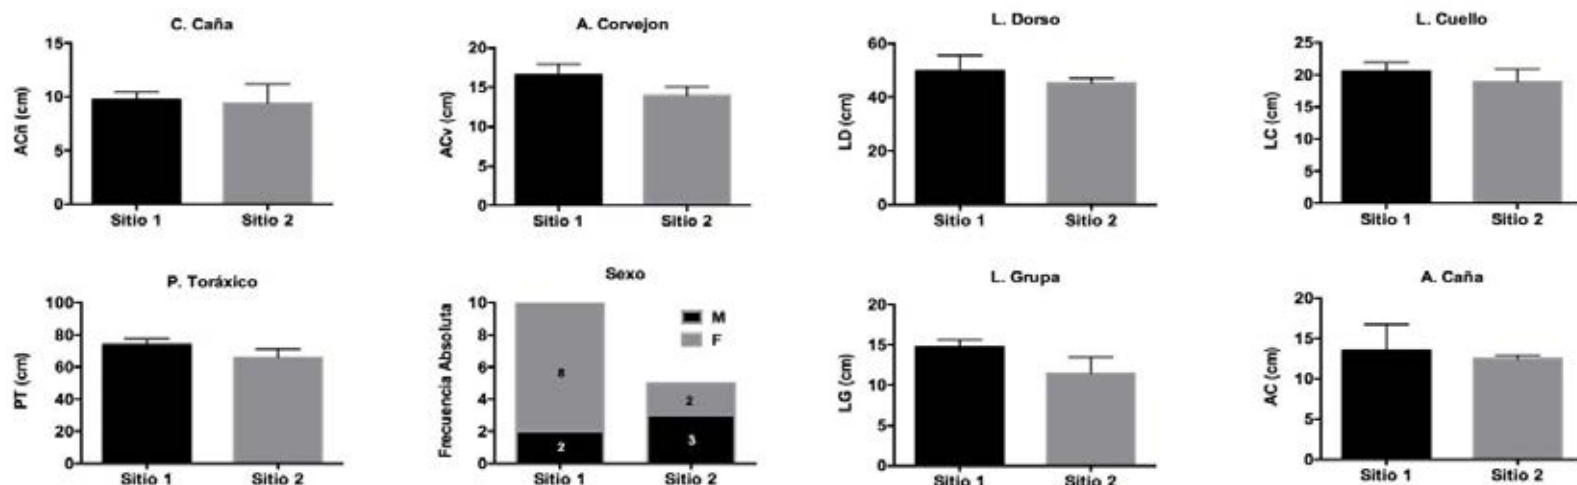 C. Caña
15
10
5
0
ACñ (cm)
Sitio 1
Sitio 2
A. Corvejon
20
15
10
5
0
ACv (cm)
Sitio 1
Sitio 2
L. Dorso
60
40
20
0
LD (cm)
Sitio 1
Sitio 2
L. Cuello
25
20
15
10
5
0
LC (cm)
Sitio 1
Sitio 2
P. Toráxico
100
80
60
40
20
0
PT (cm)
Sitio 1
Sitio 2
Sexo
10
8
6
4
2
0
Frecuencia Absoluta
M
F
8
2
2
3
Sitio 1
Sitio 2
L. Grupa
20
15
10
5
0
LG (cm)
Sitio 1
Sitio 2
A. Caña
20
15
10
5
0
AC (cm)
Sitio 1
Sitio 2